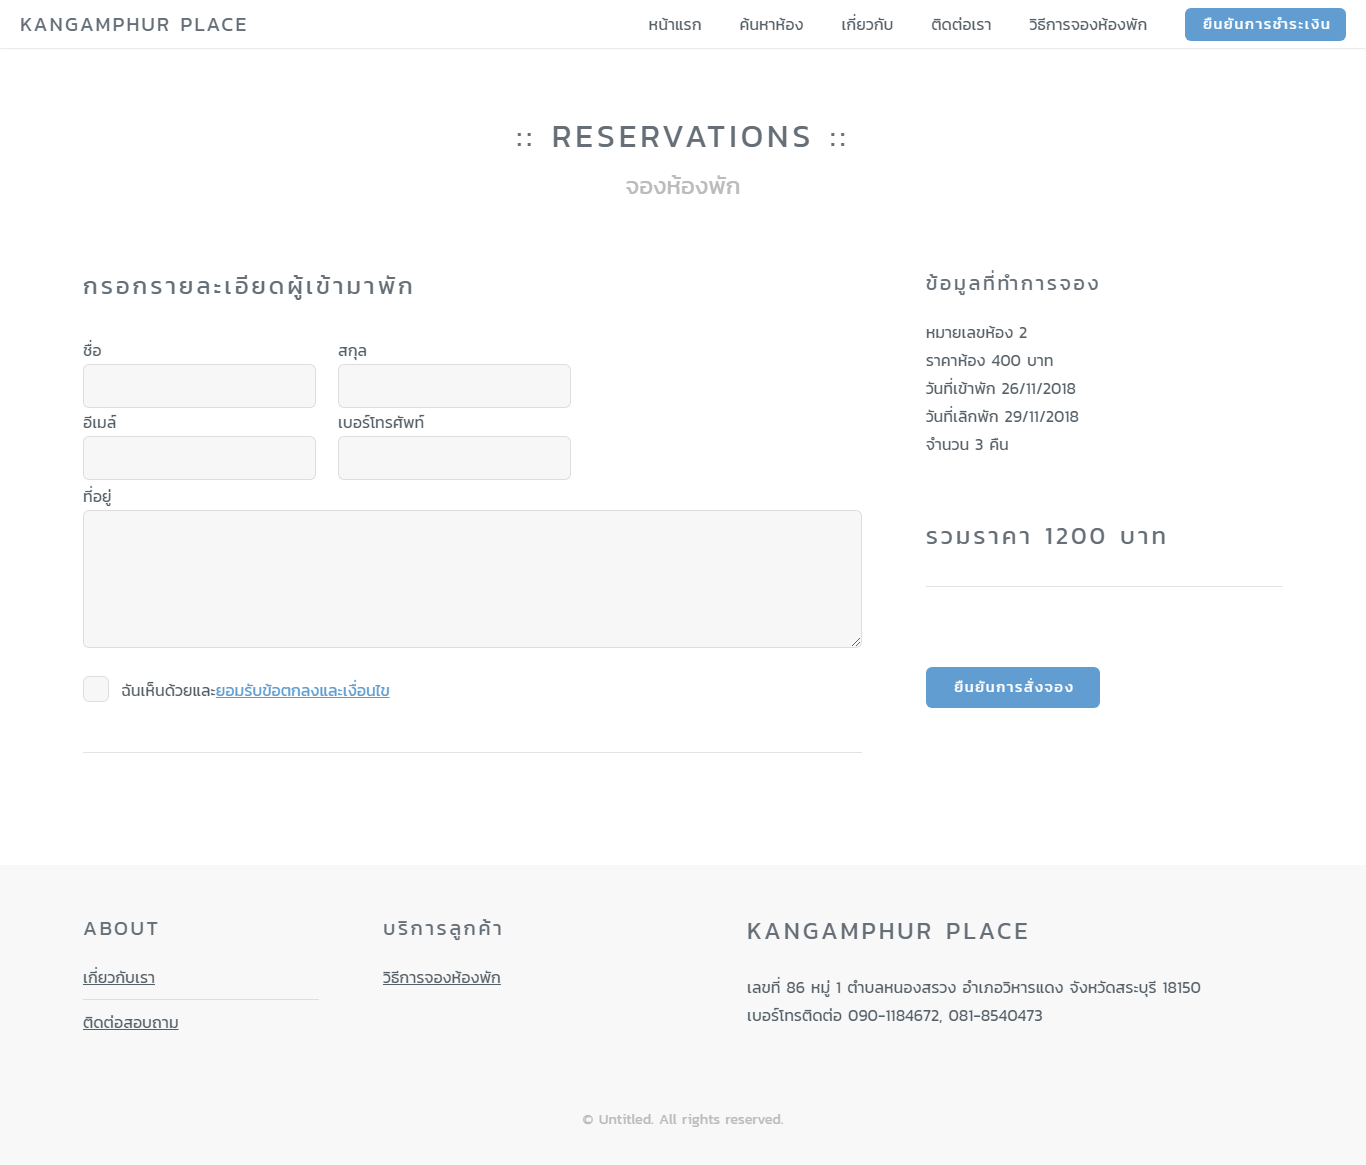 KANGAMPHUR PLACE
หน้าแรก
ค้นหาห้อง
เกี่ยวกับ
ติดต่อเรา
วิธีการจองห้องพัก
ยืนยันการชำระเงิน
:: RESERVATIONS ::
จองห้องพัก
กรอกรายละเอียดผู้เข้ามาพัก
ชื่อ
สกุล
อีเมล์
เบอร์โทรศัพท์
ที่อยู่
ฉันเห็นด้วยและยอมรับข้อตกลงและเงื่อนไข
ข้อมูลที่ทำการจอง
หมายเลขห้อง 2
ราคาห้อง 400 บาท
วันที่เข้าพัก 26/11/2018
วันที่เลิกพัก 29/11/2018
จำนวน 3 คืน
รวมราคา 1200 บาท
ยืนยันการสั่งจอง
ABOUT
เกี่ยวกับเรา
ติดต่อสอบถาม
บริการลูกค้า
วิธีการจองห้องพัก
KANGAMPHUR PLACE
เลขที่ 86 หมู่ 1 ตำบลหนองสรวง อำเภอวิหารแดง จังหวัดสระบุรี 18150
เบอร์โทรติดต่อ 090-1184672, 081-8540473
© Untitled. All rights reserved.